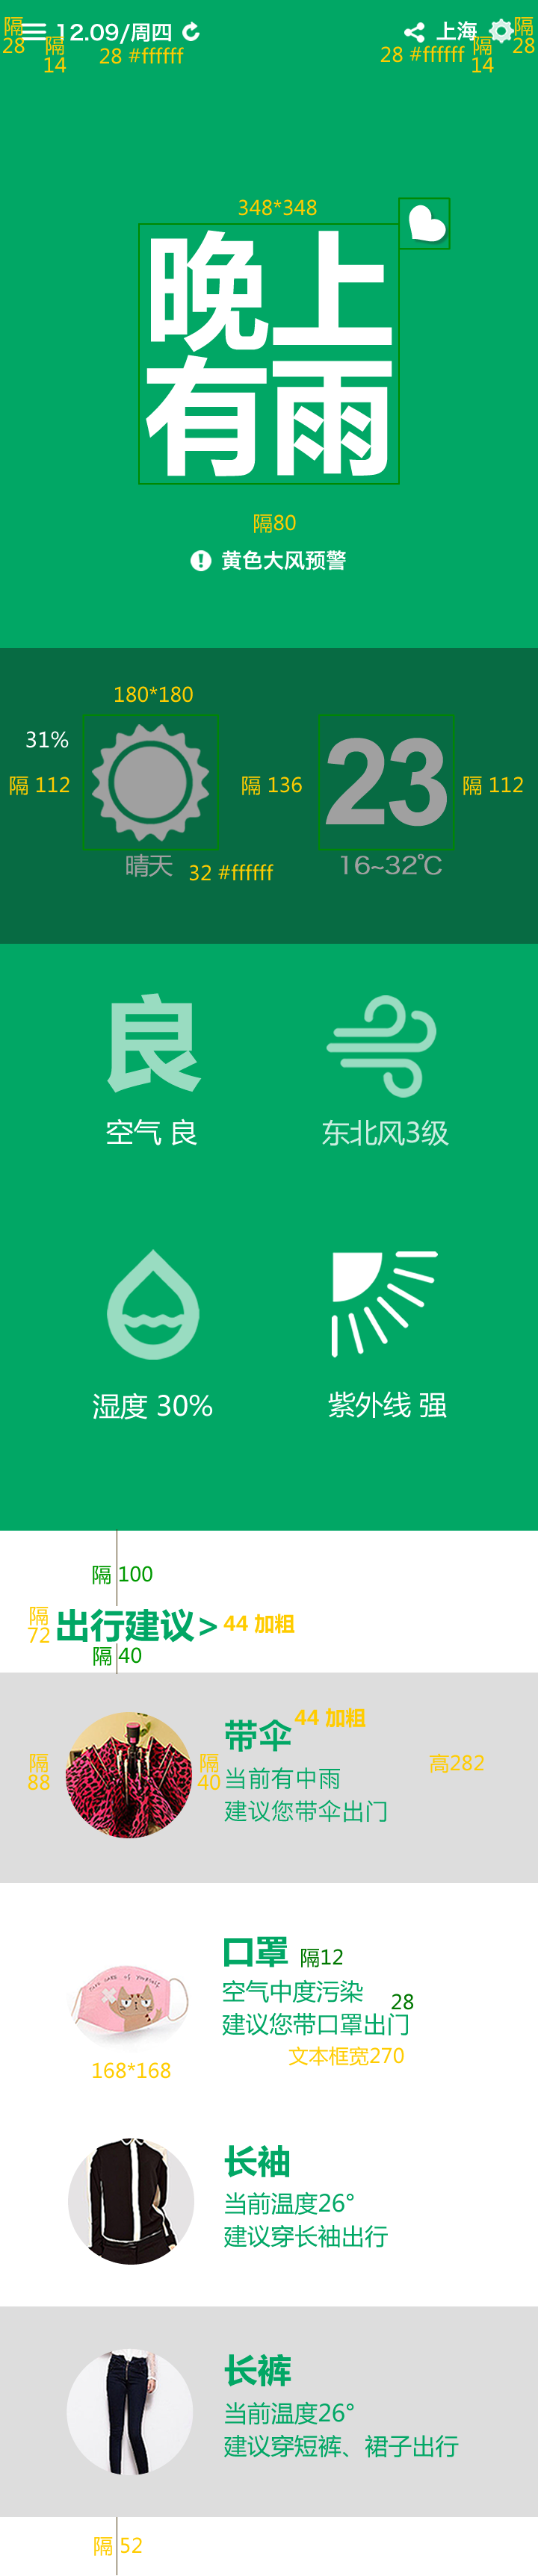 隔 12.09/周四 上海 隔
28 隔 28 #ffffff 28 #ffffff 隔 28
14 14
348*348
晚上
有雨
隔80
! 黄色大风预警
180*180
31%
隔 112 23 隔 136 隔 112
晴天 32 #ffffff 16~32℃
良
空气 良 东北风3级
湿度 30% 紫外线 强
隔 100
隔 出行建议> 44 加粗
72
隔 40
带伞 44 加粗
隔 隔 高282
88 40 当前有中雨
建议您带伞出门
口罩 隔12
空气中度污染
28
建议您带口罩出门
文本框宽270
168*168
长袖
当前温度26°
建议穿长袖出行
长裤
当前温度26°
建议穿短裤、裙子出行
隔 52